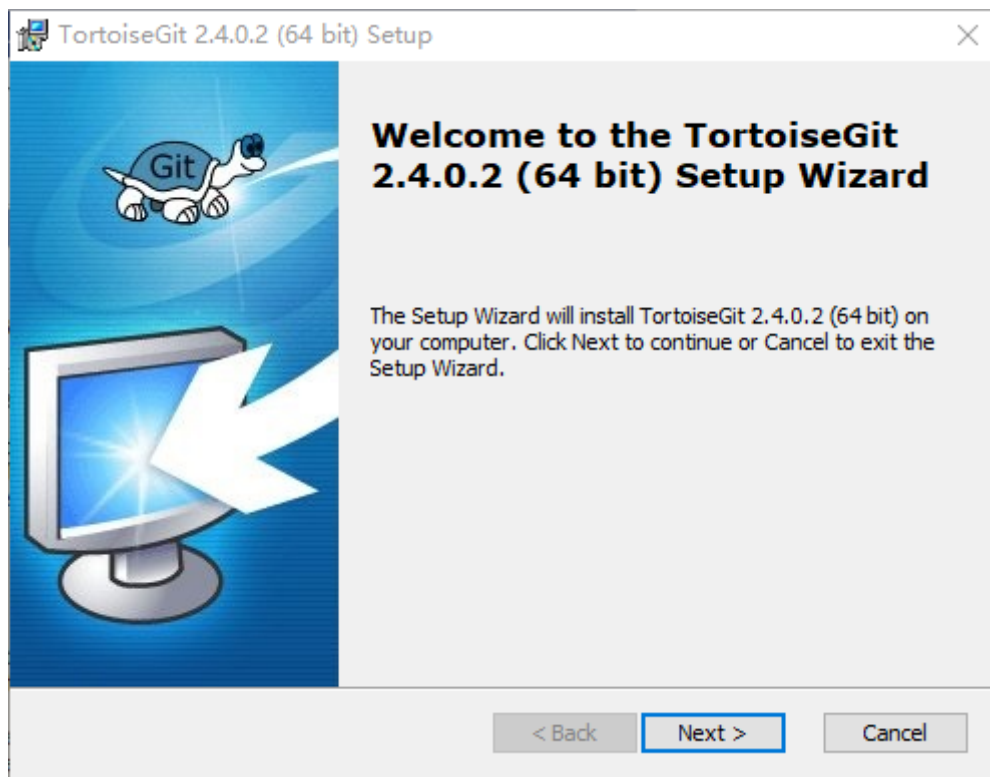 TortoiseGit 2.4.0.2 (64 bit) Setup
Git
Welcome to the TortoiseGit
2.4.0.2 (64 bit) Setup Wizard
The Setup Wizard will install TortoiseGit 2.4.0.2 (64 bit) on
your computer. Click Next to continue or Cancel to exit the
Setup Wizard.
< Back
Next >
Cancel